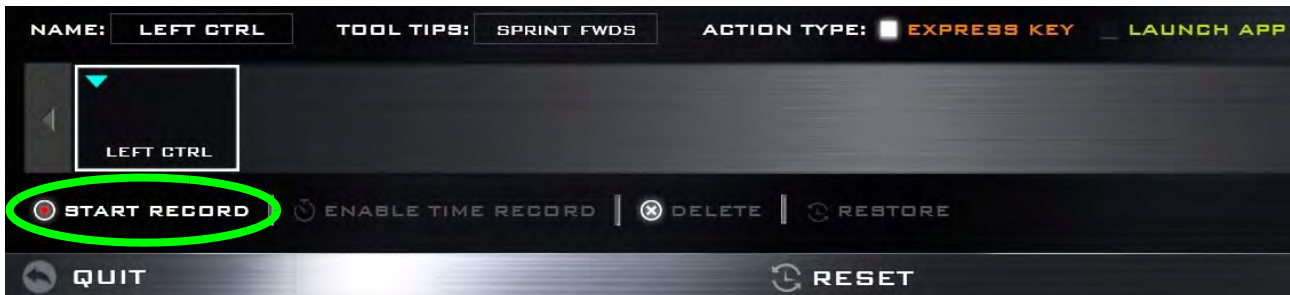 NAME: LEFT CTRL TOOL TIPS: SPRINT FWDS ACTION TYPE: EXPRESS KEY LAUNCH APP
LEFT CTRL
START RECORD ENABLE TIME RECORD DELETE RESTORE
QUIT RESET